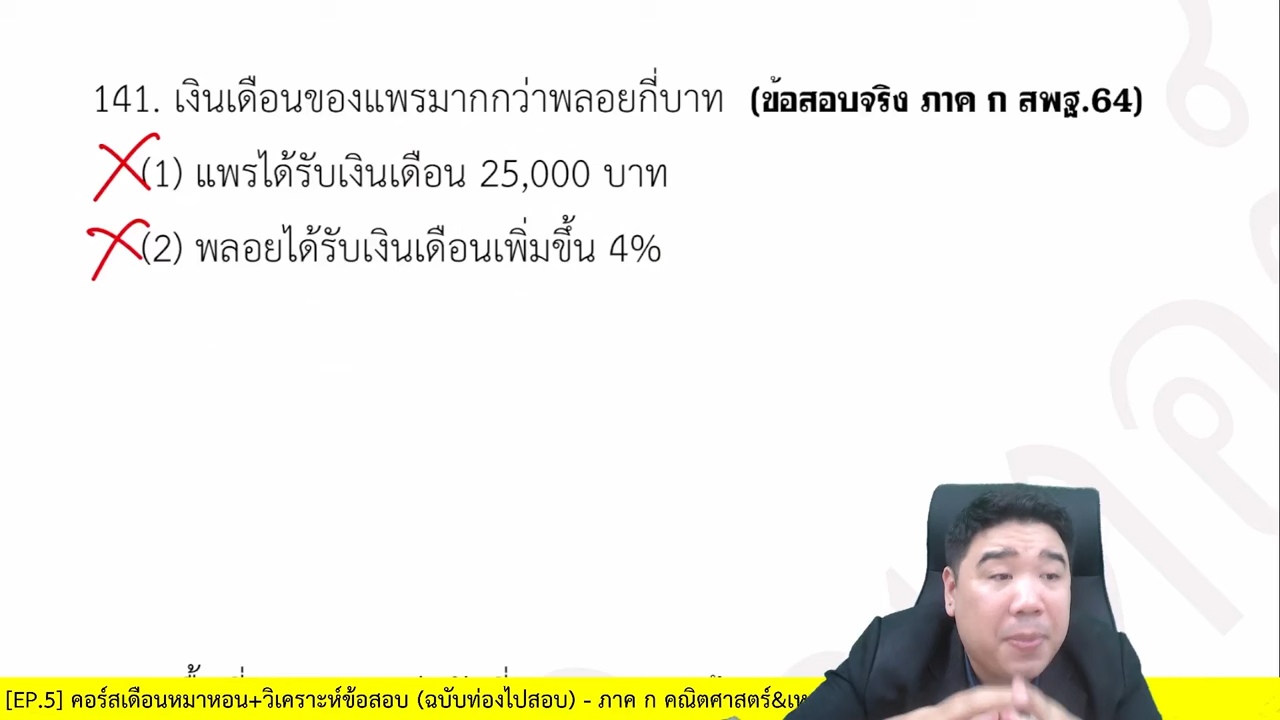 141. เงินเดือนของแพรมากกว่าพลอยกี่บาท (ข้อสอบจริง ภาค ก สพฐ.64)
(1) แพรได้รับเงินเดือน 25,000 บาท
(2) พลอยได้รับเงินเดือนเพิ่มขึ้น 4%
[EP.5] คอร์สเดือนหมาหอน+วิเคราะห์ข้อสอบ (ฉบับท่องไปสอบ) - ภาค ก คณิตศาสตร์&